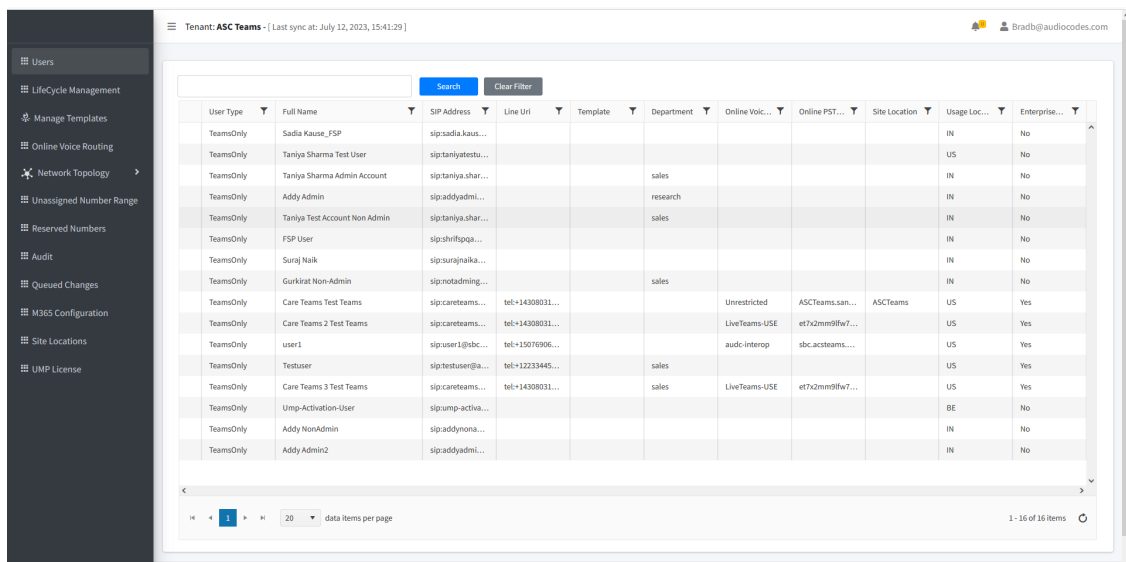 Tenant: ASC Teams - [ Last sync at: July 12, 2023, 15:41:29 ]
Bradb@audiocodes.com
Users
LifeCycle Management
Manage Templates
Online Voice Routing
Network Topology
Unassigned Number Range
Reserved Numbers
Audit
Queued Changes
M365 Configuration
Site Locations
UMP License
Search Clear Filter
User Type Full Name SIP Address Line Uri Template Department Online Voic... Online PST... Site Location Usage Loc... Enterprise...
TeamsOnly Sadia Kause_FSP sip:sadia.kaus... IN No
TeamsOnly Taniya Sharma Test User sip:taniyatestu... US No
TeamsOnly Taniya Sharma Admin Account sip:taniya.shar... sales IN No
TeamsOnly Addy Admin sip:addyadmi... research IN No
TeamsOnly Taniya Test Account Non Admin sip:taniya.shar... sales IN No
TeamsOnly FSP User sip:shrifspqa... IN No
TeamsOnly Suraj Naik sip:surajnaika... IN No
TeamsOnly Gurkirat Non-Admin sip:notadming... sales IN No
TeamsOnly Care Teams Test Teams sip:careteams... tel:+14308031... Unrestricted ASCTeams.san... ASCTeams US Yes
TeamsOnly Care Teams 2 Test Teams sip:careteams... tel:+14308031... LiveTeams-USE et7x2mm9lfw7... US Yes
TeamsOnly user1 sip:user1@sbc... tel:+15076906... audc-interop sbc.acsteams.... US Yes
TeamsOnly Testuser sip:testuser@a... tel:+12233445... sales US Yes
TeamsOnly Care Teams 3 Test Teams sip:careteams... tel:+14308031... sales LiveTeams-USE et7x2mm9lfw7... US Yes
TeamsOnly Ump-Activation-User sip:ump-activa... BE No
TeamsOnly Addy NonAdmin sip:addynona... IN No
TeamsOnly Addy Admin2 sip:addyadmi... IN No
1 20 data items per page 1 - 16 of 16 items